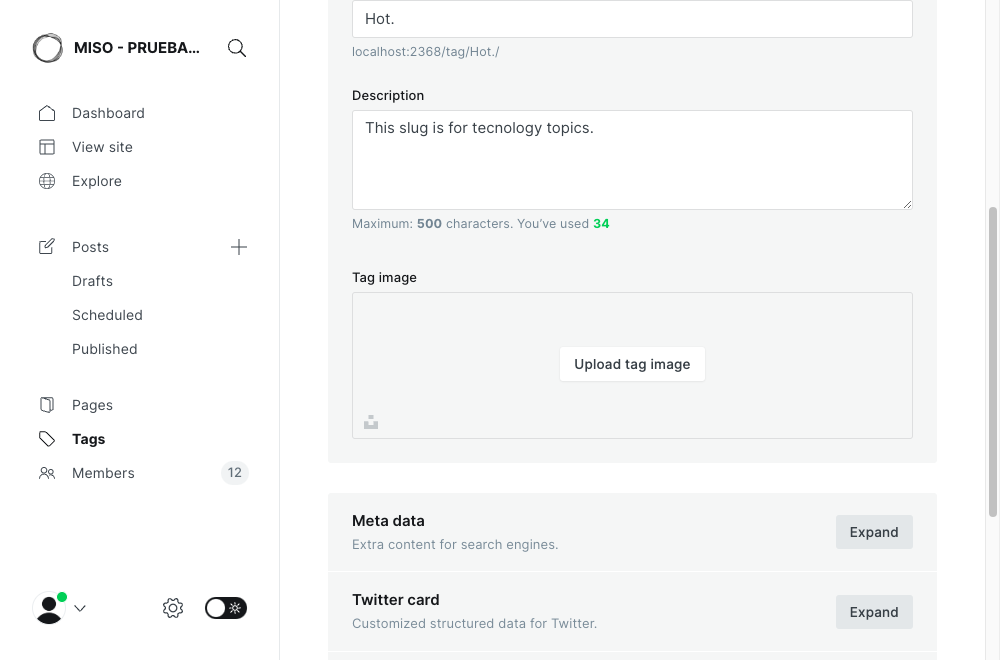 MISO - PRUEBA...
Dashboard
View site
Explore
Posts
Drafts
Scheduled
Published
Pages
Tags
Members
12
Hot.
localhost:2368/tag/Hot./
Description
This slug is for tecnology topics.
Maximum: 500 characters. You've used 34
Tag image
Upload tag image
Meta data
Extra content for search engines.
Expand
Twitter card
Customized structured data for Twitter.
Expand